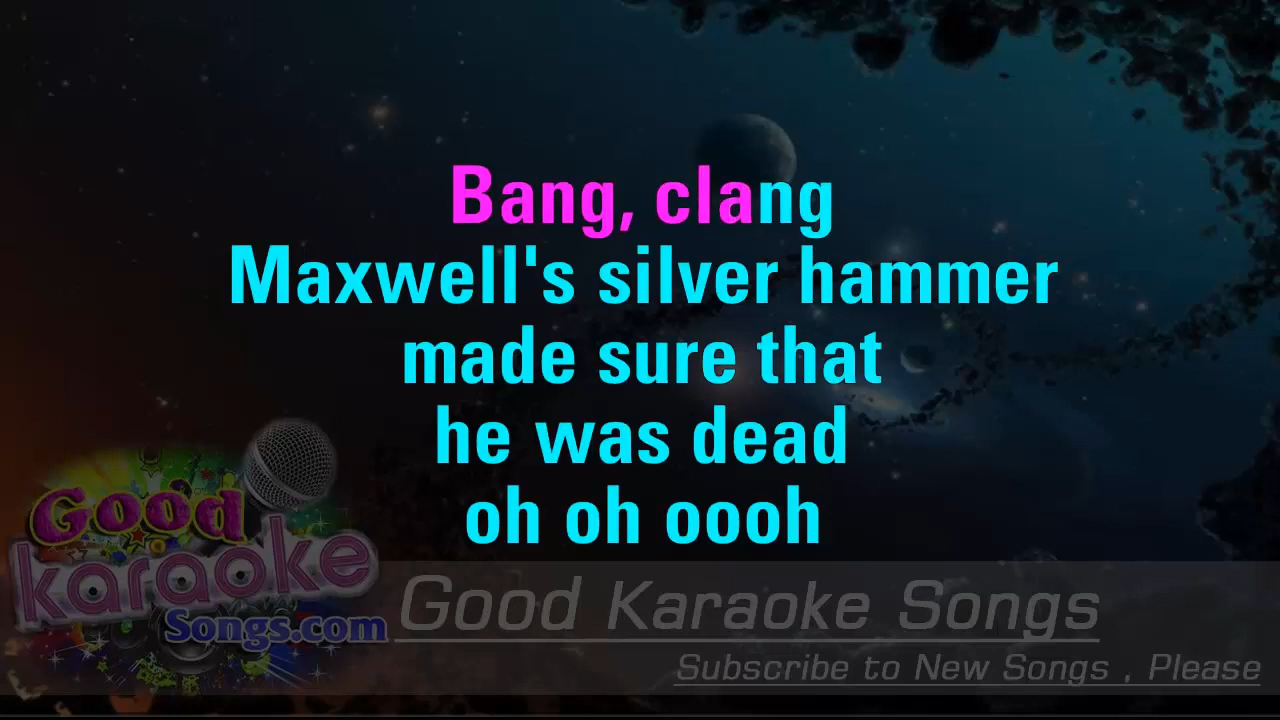 Bang, clang
Maxwell's silver hammer
made sure that
he was dead
oh oh oooh
Good
karaoke
Songs.com
Good Karaoke Songs
Subscribe to New Songs , Please